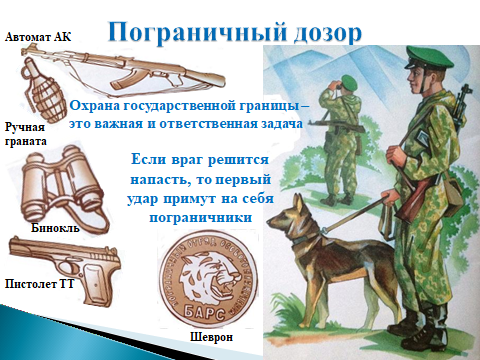 Пограничный дозор
Автомат АК
Охрана государственной границы –
это важная и ответственная задача
Ручная
граната
Если враг решится
напасть, то первый
удар примут на себя
пограничники
Бинокль
Пистолет ТТ
БАРС
Шеврон